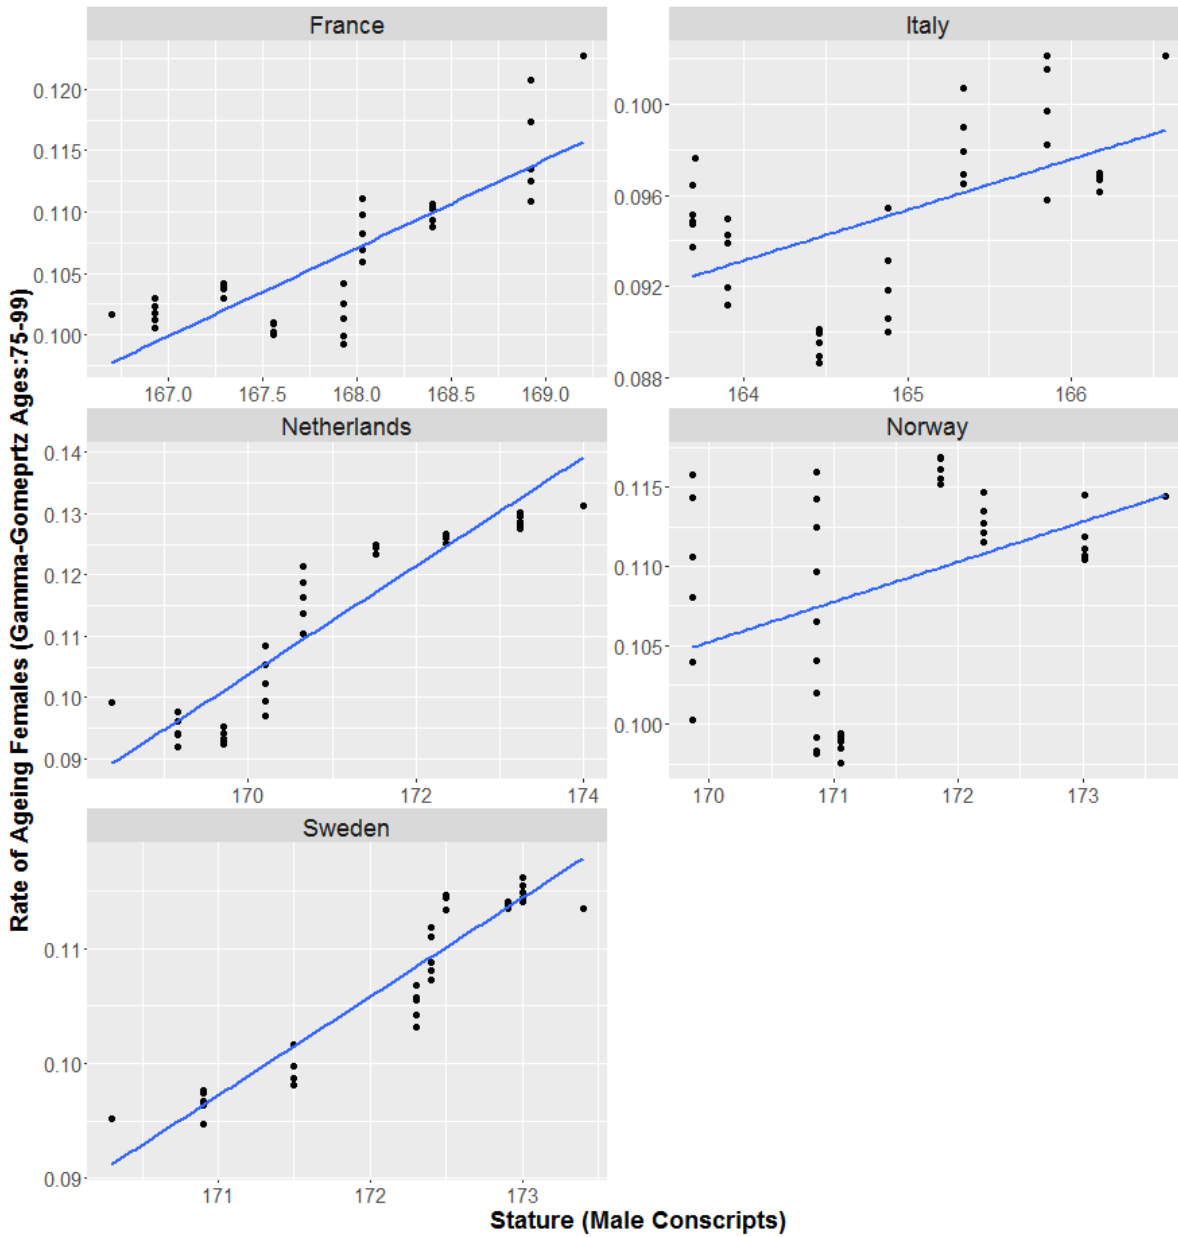 France
Italy
0.120
0.115
0.110
0.105
0.100
0.100
0.096
0.092
0.088
167.0 167.5 168.0 168.5 169.0
164 165 166
Netherlands
Norway
0.14
0.13
0.12
0.11
0.10
0.09
0.115
0.110
0.105
0.100
170 172 174
170 171 172 173
Sweden
0.11
0.10
0.09
171 172 173
Rate of Ageing Females (Gamma-Gomeprtz Ages:75-99)
Stature (Male Conscripts)